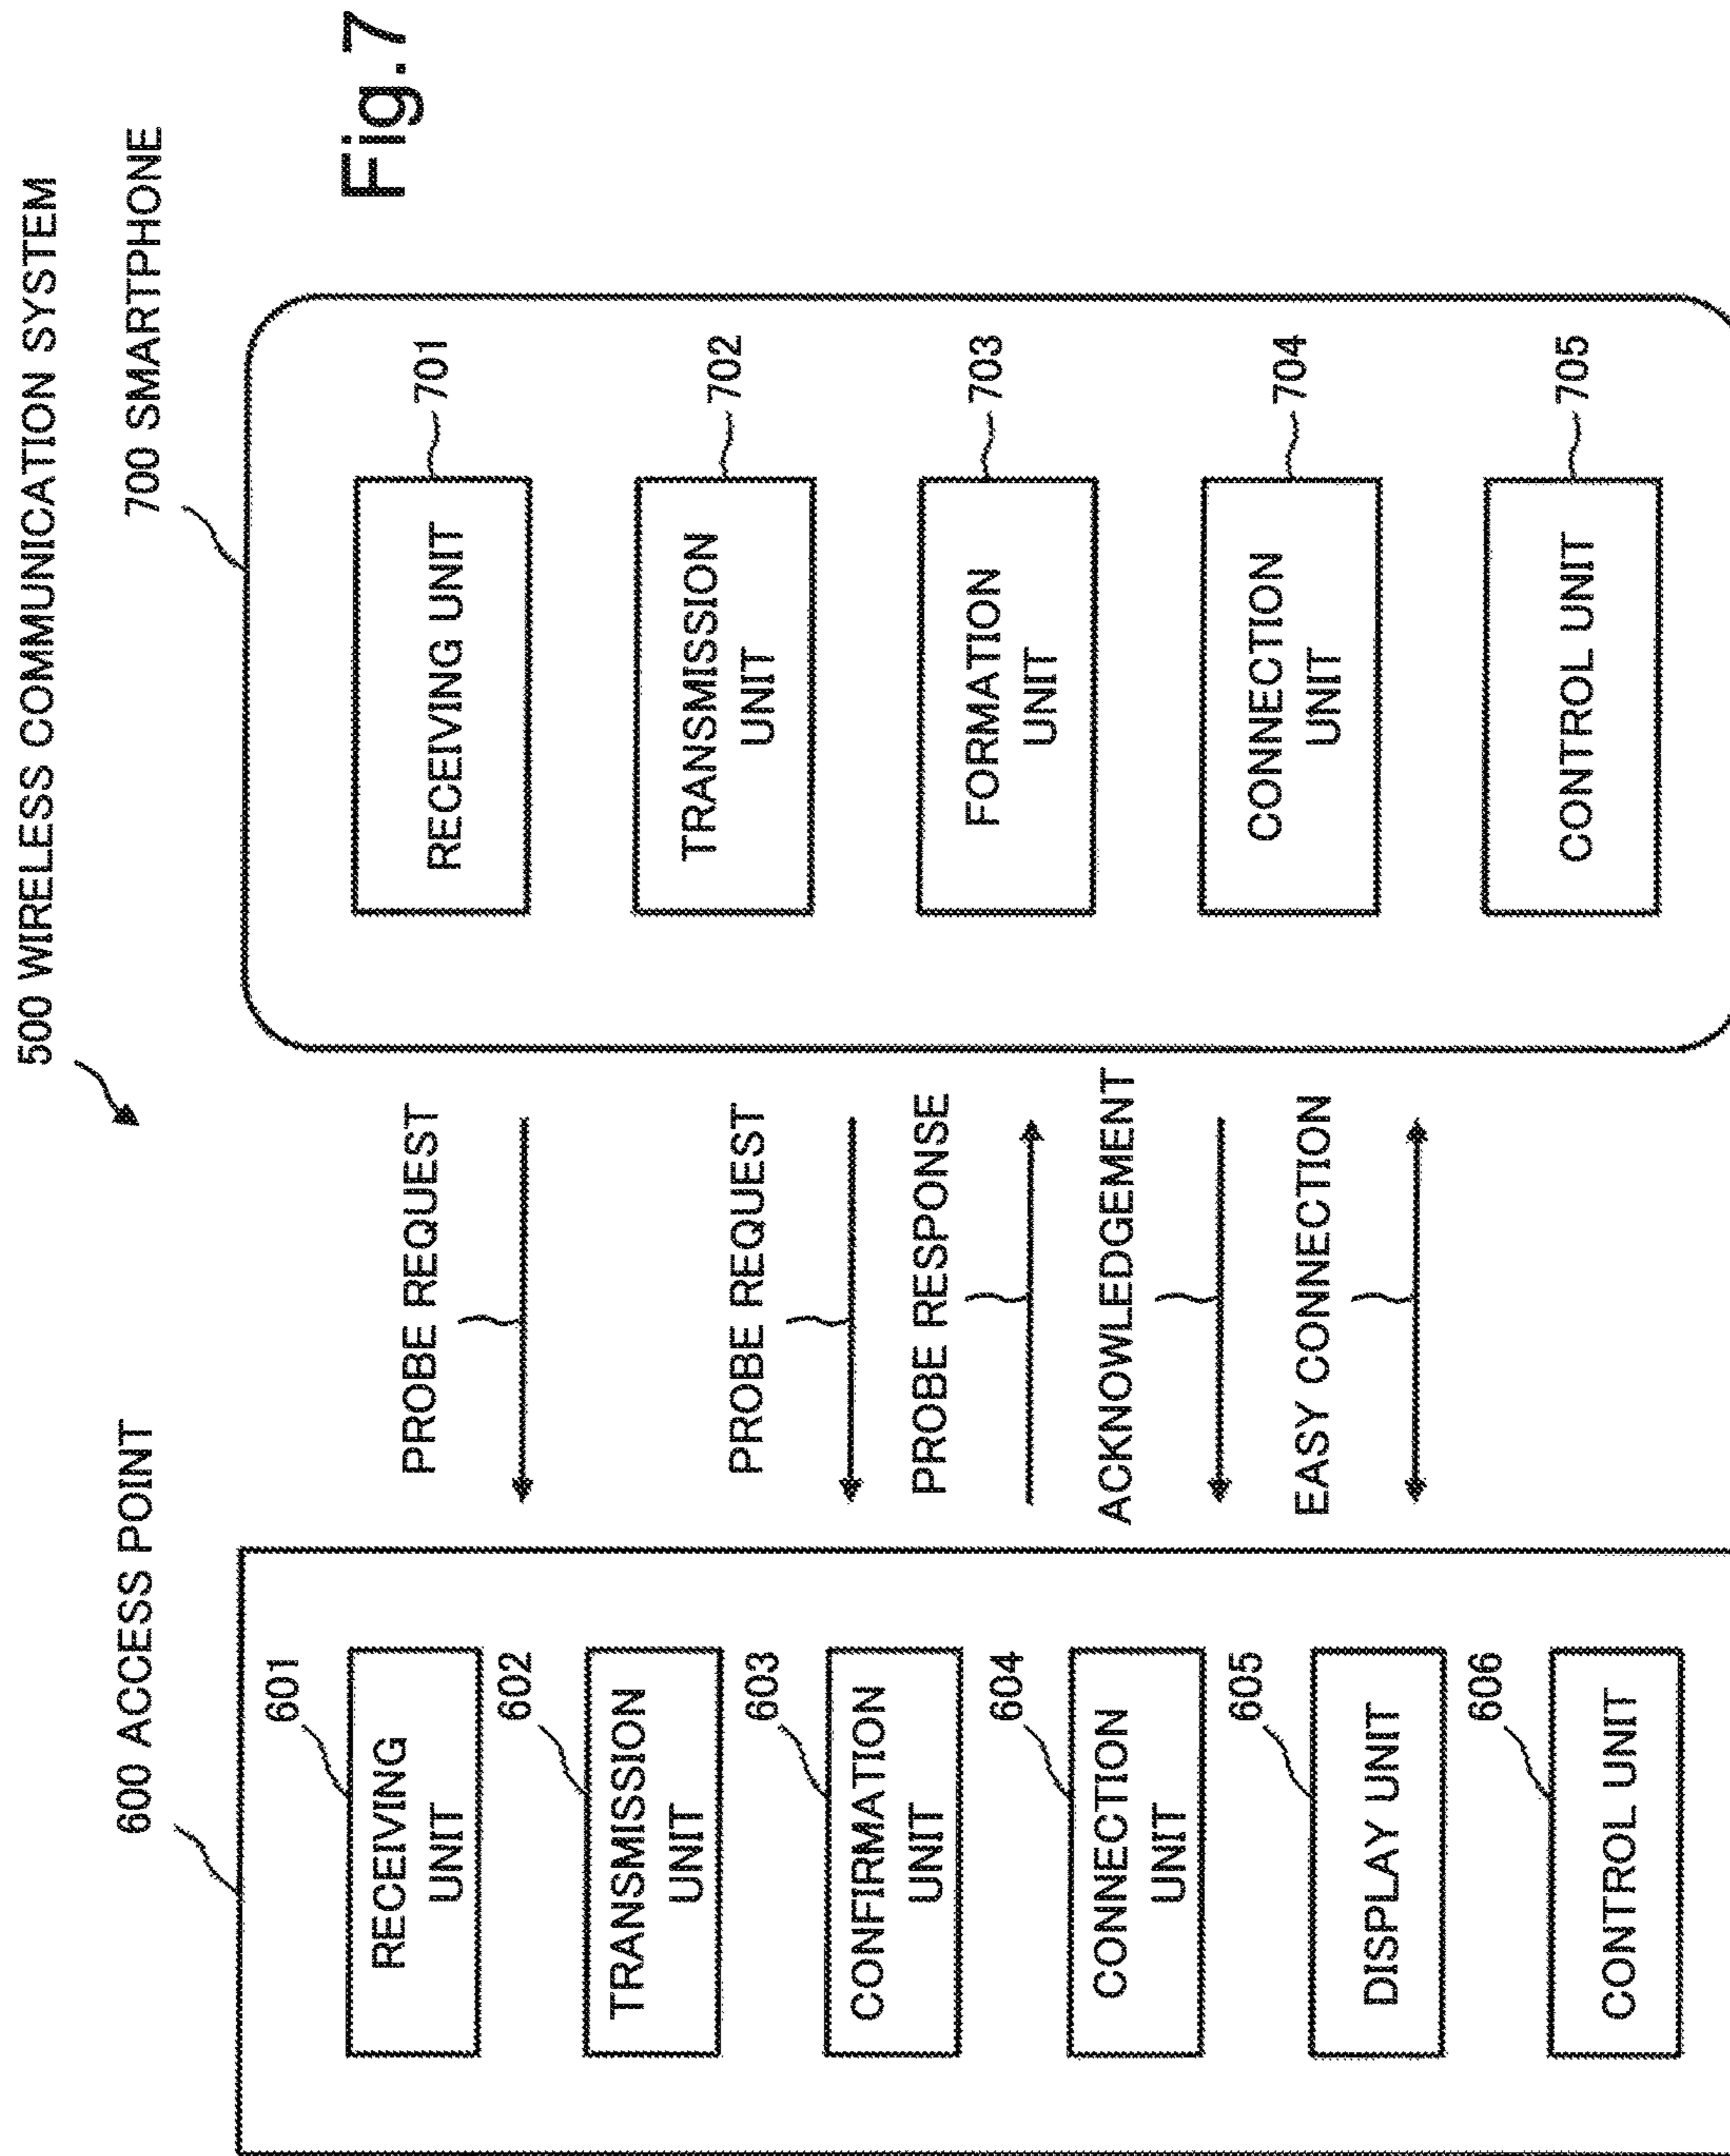 Fig.7
500 WIRELESS COMMUNICATION SYSTEM
600 ACCESS POINT
700 SMARTPHONE
601
RECEIVING
UNIT
602
TRANSMISSION
UNIT
603
CONFIRMATION
UNIT
604
CONNECTION
UNIT
605
DISPLAY UNIT
606
CONTROL UNIT
PROBE REQUEST
PROBE REQUEST
PROBE RESPONSE
ACKNOWLEDGEMENT
EASY CONNECTION
RECEIVING UNIT
701
TRANSMISSION
UNIT
702
FORMATION
UNIT
703
CONNECTION
UNIT
704
CONTROL UNIT
705